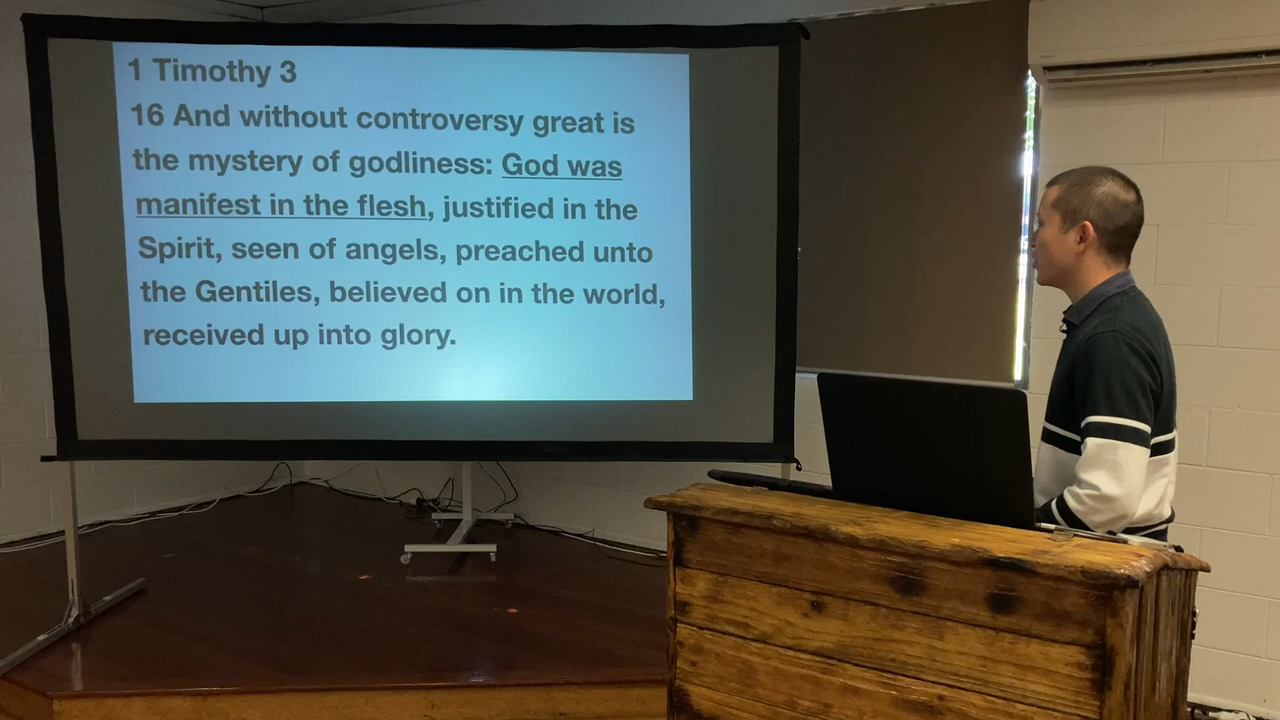 1 Timothy 3
16 And without controversy great is
the mystery of godliness: God was
manifest in the flesh, justified in the
Spirit, seen of angels, preached unto
the Gentiles, believed on in the world,
received up into glory.